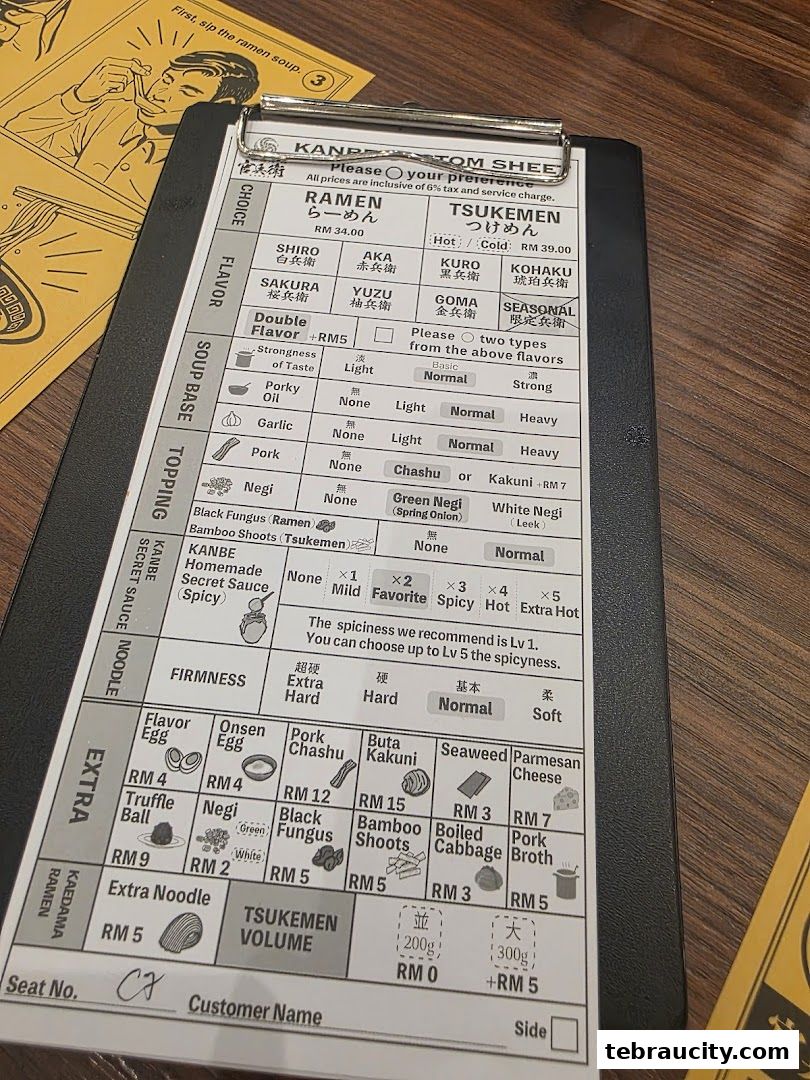 First, sip the ramen soup. 3
KANBE CUSTOM SHEET
官兵衛 Please ○ your preference
All prices are inclusive of 6% tax and service charge.
CHOICE
RAMEN
らーめん
RM 34.00
TSUKEMEN
つけめん
Hot / Cold RM 39.00
FLAVOR
SHIRO
白兵衛
AKA
赤兵衛
KURO
黒兵衛
KOHAKU
琥珀兵衛
SAKURA
桜兵衛
YUZU
柚兵衛
GOMA
金兵衛
SEASONAL
限定兵衛
Double Flavor +RM5
Please ○ two types
from the above flavors
SOUP BASE
Strongness of Taste
淡
Light
Basic
Normal
濃
Strong
Porky Oil
無
None Light Normal Heavy
Garlic
無
None Light Normal Heavy
TOPPING
Pork
無
None Chashu or Kakuni +RM 7
Negi
無
None
Green Negi
(Spring Onion)
White Negi
(Leek)
Black Fungus (Ramen)
Bamboo Shoots (Tsukemen)
無
None Normal
KANBE SECRET SAUCE
KANBE
Homemade
Secret Sauce
(Spicy)
None
×1
Mild
×2
Favorite
×3
Spicy
×4
Hot
×5
Extra Hot
The spiciness we recommend is Lv 1.
You can choose up to Lv 5 the spicyness.
NOODLE
FIRMNESS
超硬
Extra Hard
硬
Hard
基本
Normal
柔
Soft
EXTRA
Flavor Egg
RM 4
Onsen Egg
RM 4
Pork Chashu
RM 12
Buta Kakuni
RM 15
Seaweed
RM 3
Parmesan Cheese
RM 7
Truffle Ball
RM 9
Negi
Green
White
RM 2
Black Fungus
RM 5
Bamboo Shoots
RM 5
Boiled Cabbage
RM 3
Pork Broth
RM 5
KAEDAMA RAMEN
Extra Noodle
RM 5
TSUKEMEN VOLUME
並
200g
RM 0
大
300g
+RM 5
Seat No. Customer Name Side
tebraucity.com